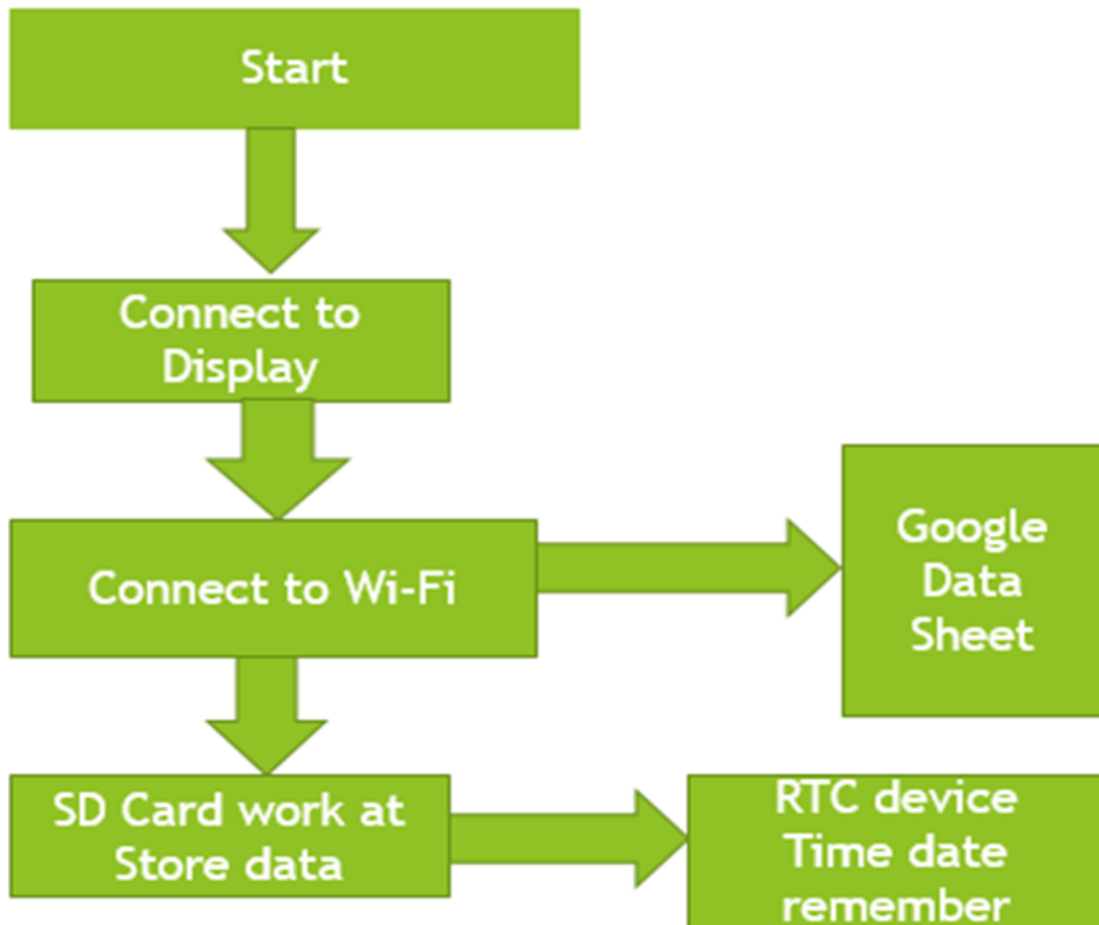 Start
Connect to
Display
Connect to Wi-Fi
Google
Data
Sheet
SD Card work at
Store data
RTC device
Time date
remember